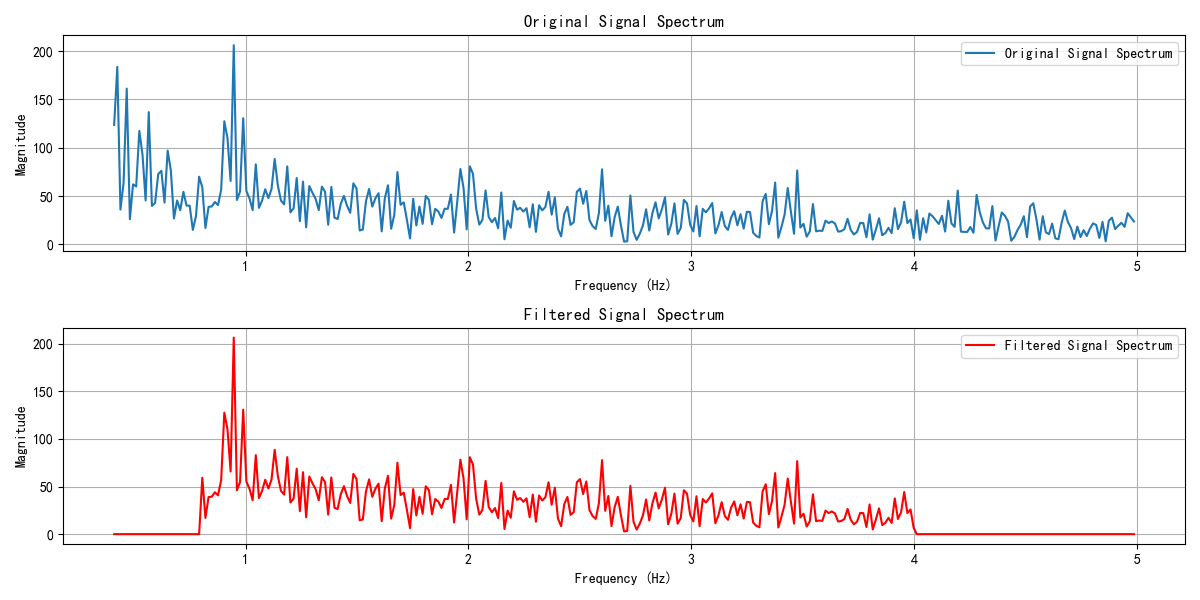 Original Signal Spectrum
Original Signal Spectrum
Magnitude
200
150
100
50
0
1
2
3
4
5
Frequency (Hz)
Filtered Signal Spectrum
Filtered Signal Spectrum
Magnitude
200
150
100
50
0
1
2
3
4
5
Frequency (Hz)